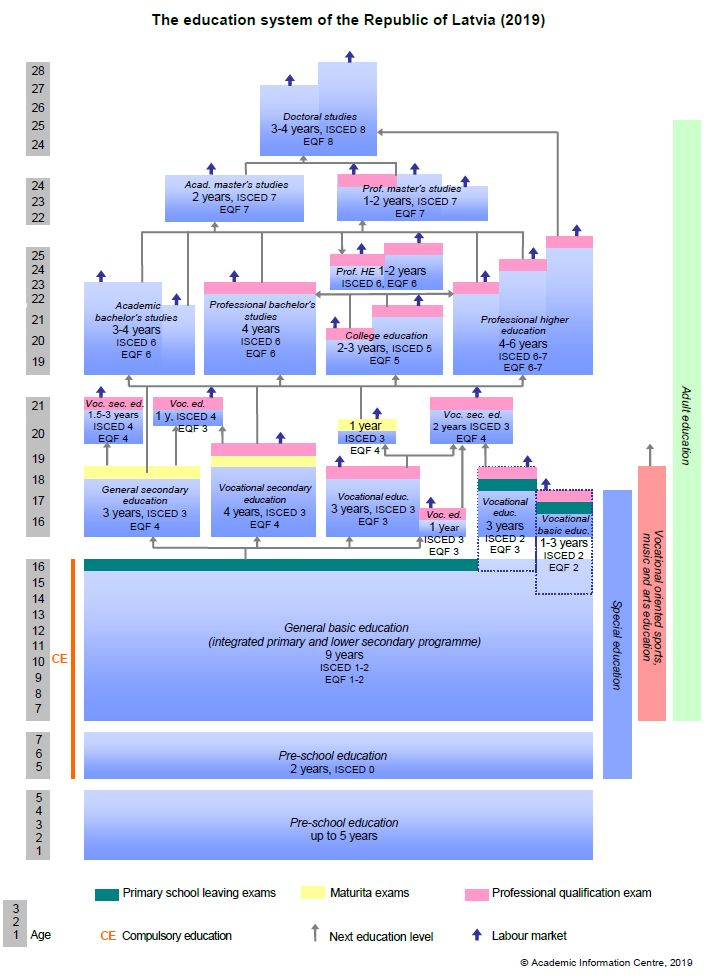 The education system of the Republic of Latvia (2019)
28
27
26
25
24
Doctoral studies
3-4 years, ISCED 8
EQF 8
24
23
22
Acad. master's studies
2 years, ISCED 7
EQF 7
Prof. master's studies
1-2 years, ISCED 7
EQF 7
25
24
23
22
21
20
19
Academic
bachelor's studies
3-4 years
ISCED 6
EQF 6
Professional bachelor's
studies
4 years
ISCED 6
EQF 6
Prof. HE 1-2 years
ISCED 6, EQF 6
College education
2-3 years, ISCED 5
EQF 5
Professional higher
education
4-6 years
ISCED 6-7
EQF 6-7
21
20
19
18
17
16
Voc. sec. ed.
1.5-3 years
ISCED 4
EQF 4
Voc. ed.
1 y. ISCED 4
EQF 3
1 year
ISCED 3
EQF 4
Voc. sec. ed.
2 years ISCED 3
EQF 4
General secondary
education
3 years, ISCED 3
EQF 4
Vocational secondary
education
4 years, ISCED 3
EQF 4
Vocational educ.
3 years, ISCED 3
EQF 3
Voc. ed.
1 year
ISCED 3
EQF 3
Vocational
educ.
3 years
ISCED 2
EQF 3
Vocational
basic educ.
1-3 years
ISCED 2
EQF 2
16
15
14
13
12
11
10
9
8
7
CE
General basic education
(integrated primary and lower secondary programme)
9 years
ISCED 1-2
EQF 1-2
7
6
5
Pre-school education
2 years, ISCED 0
5
4
3
2
1
Pre-school education
up to 5 years
Special education
Vocational oriented sports,
music and arts education
Adult education
Primary school leaving exams
Maturita exams
Professional qualification exam
3
2
1
Age
CE Compulsory education
Next education level
Labour market
© Academic Information Centre, 2019